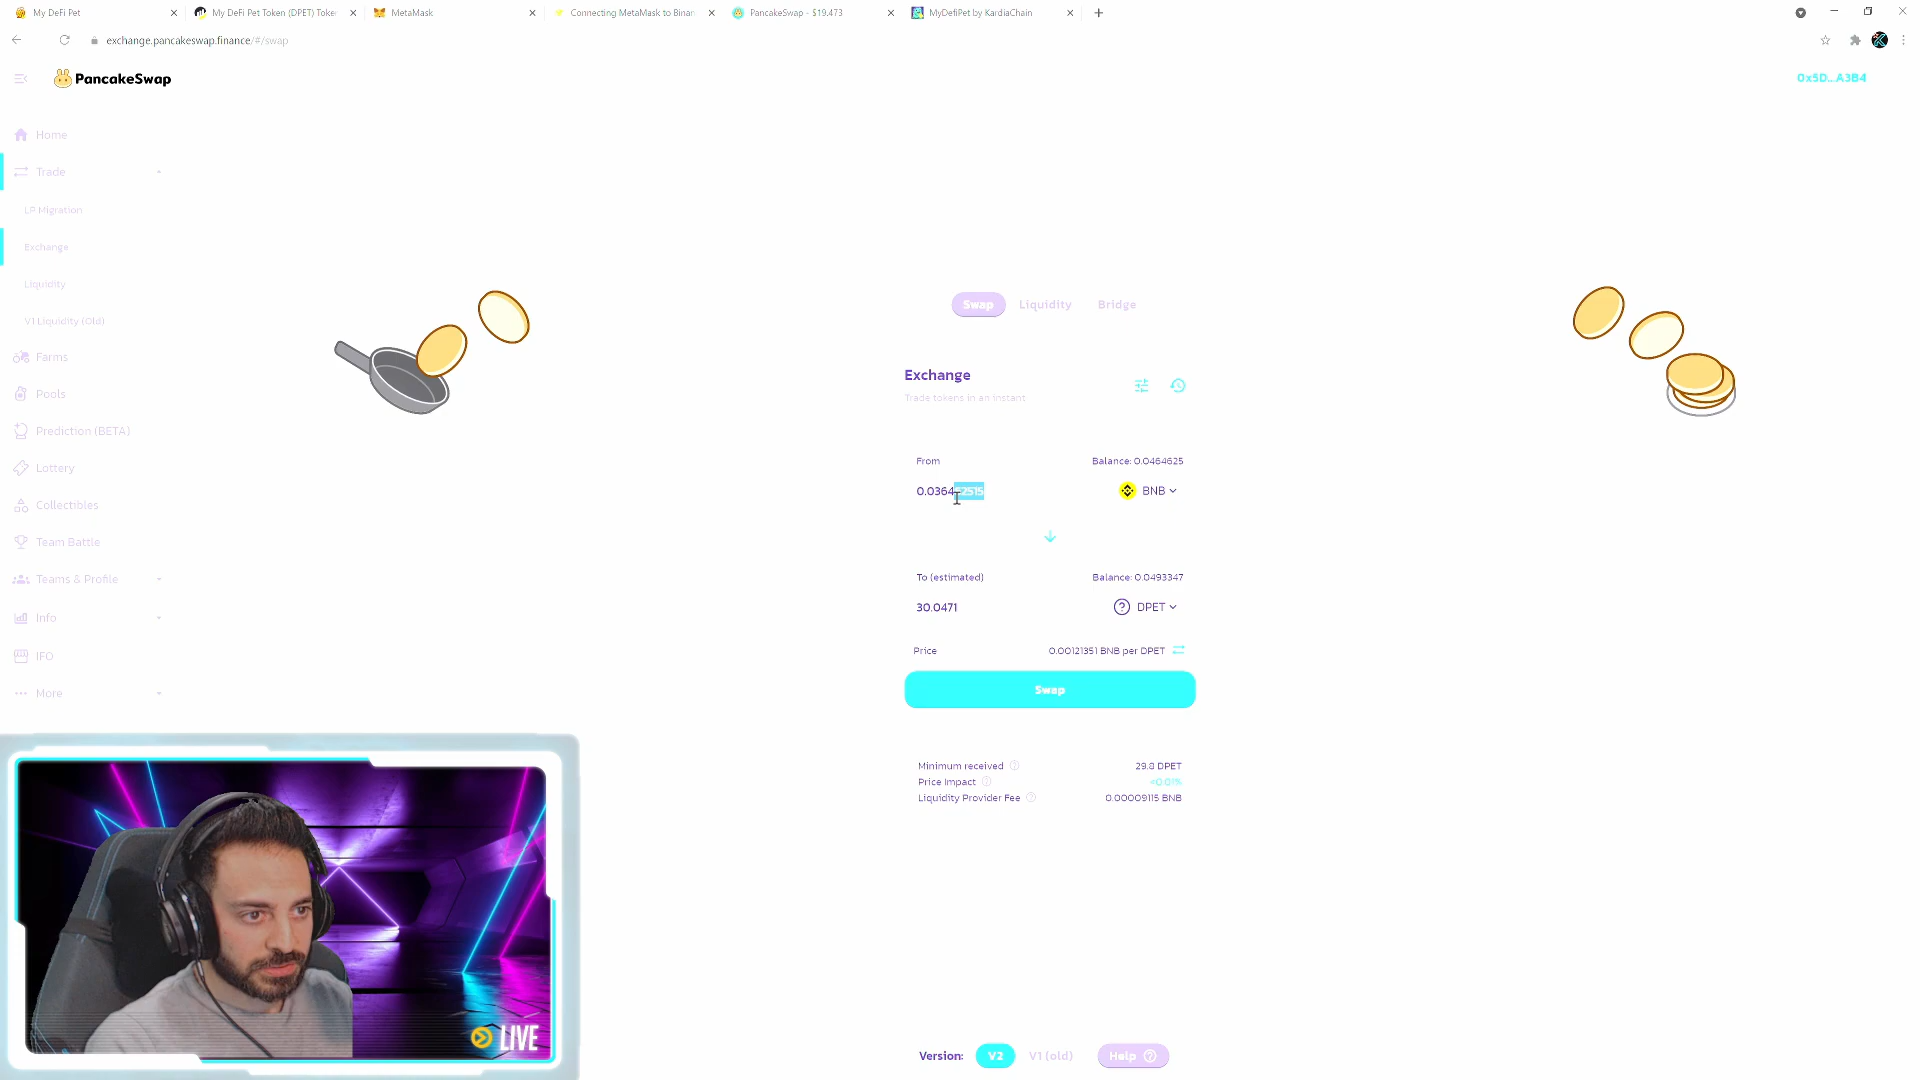 My DeFi Pet
My DeFi Pet Token (DPET) Toke
MetaMask
Connecting MetaMask to Binan
PancakeSwap - $19.473
MyDefiPet by KardiaChain
exchange.pancakeswap.finance/#/swap
PancakeSwap
0x5D...A3B4
Home
Trade
LP Migration
Exchange
Liquidity
V1 Liquidity (Old)
Farms
Pools
Prediction (BETA)
Lottery
Collectibles
Team Battle
Teams & Profile
Info
IFO
More
Swap
Liquidity
Bridge
Exchange
Trade tokens in an instant
From
Balance: 0.0464625
0.036462515
BNB
To (estimated)
Balance: 0.0493347
30.0471
DPET
Price
0.00121351 BNB per DPET
Swap
Minimum received
29.8 DPET
Price Impact
<0.01%
Liquidity Provider Fee
0.00009115 BNB
LIVE
Version:
V2
V1 (old)
Help